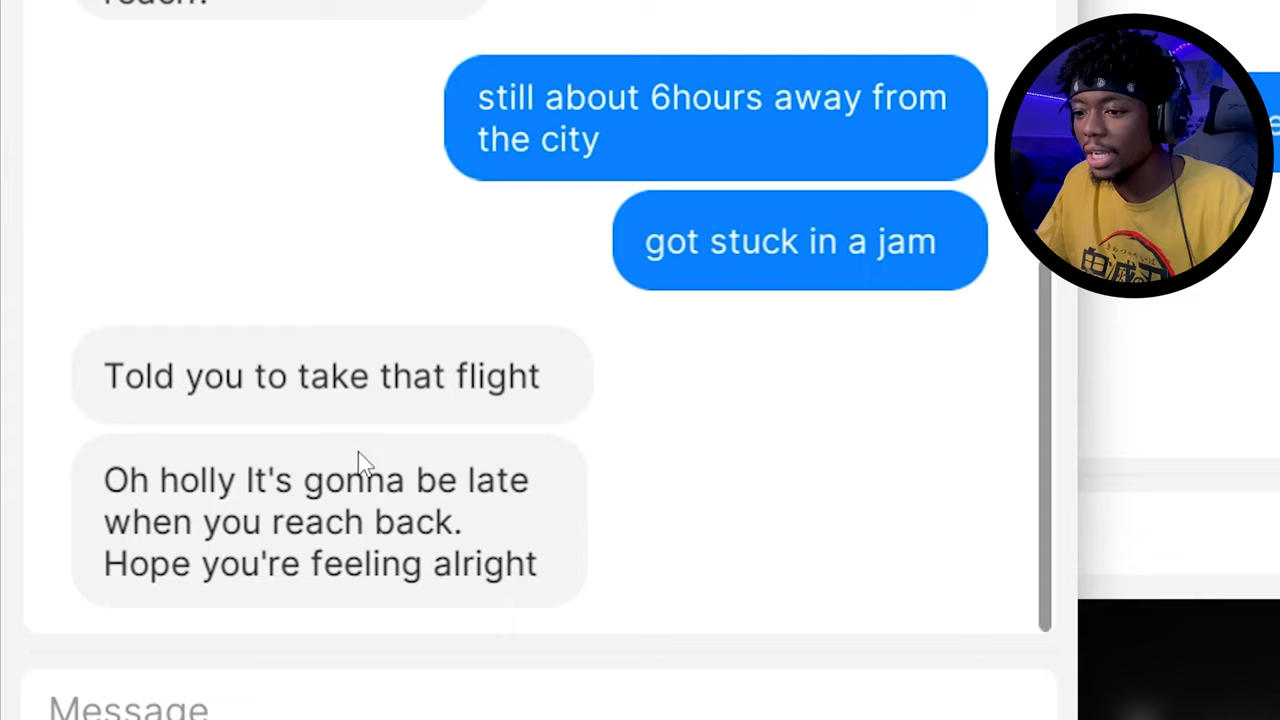 reach?
still about 6hours away from
the city
got stuck in a jam
Told you to take that flight
Oh holly It's gonna be late
when you reach back.
Hope you're feeling alright
Message